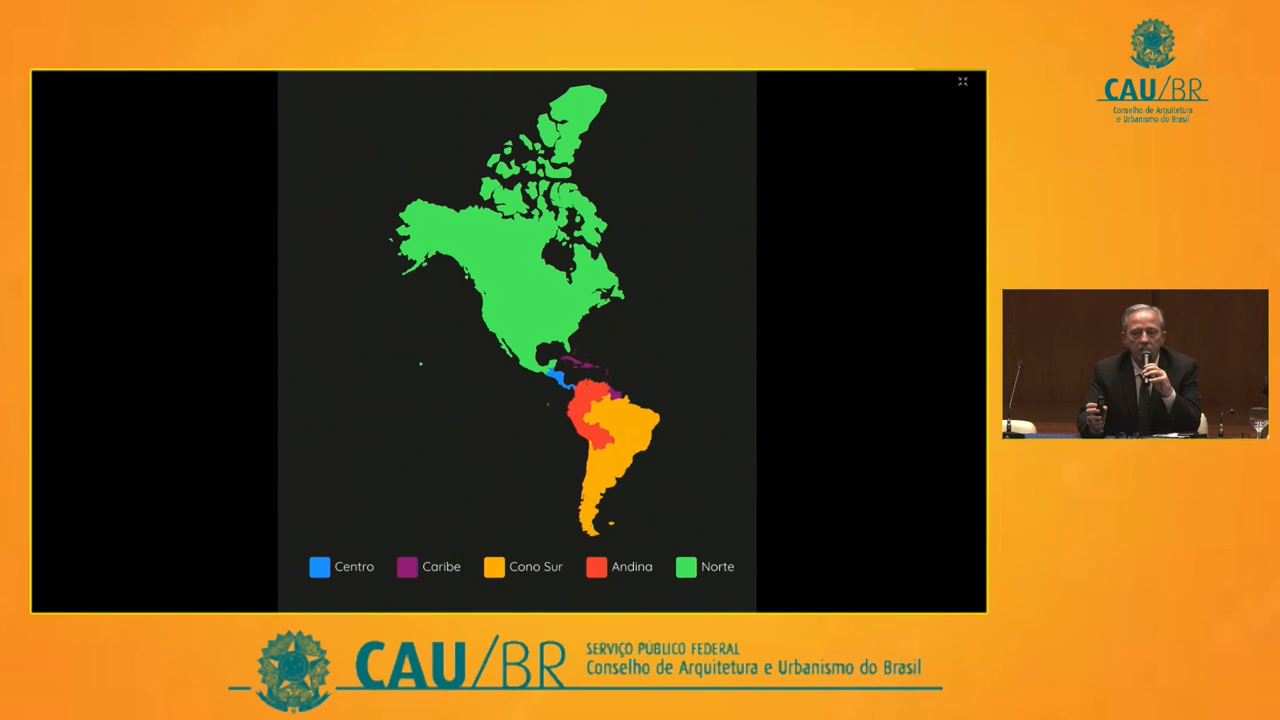 CAU/BR
Conselho de Arquitetura
e Urbanismo do Brasil
Centro
Caribe
Cono Sur
Andina
Norte
CAU/BR
SERVIÇO PÚBLICO FEDERAL
Conselho de Arquitetura e Urbanismo do Brasil